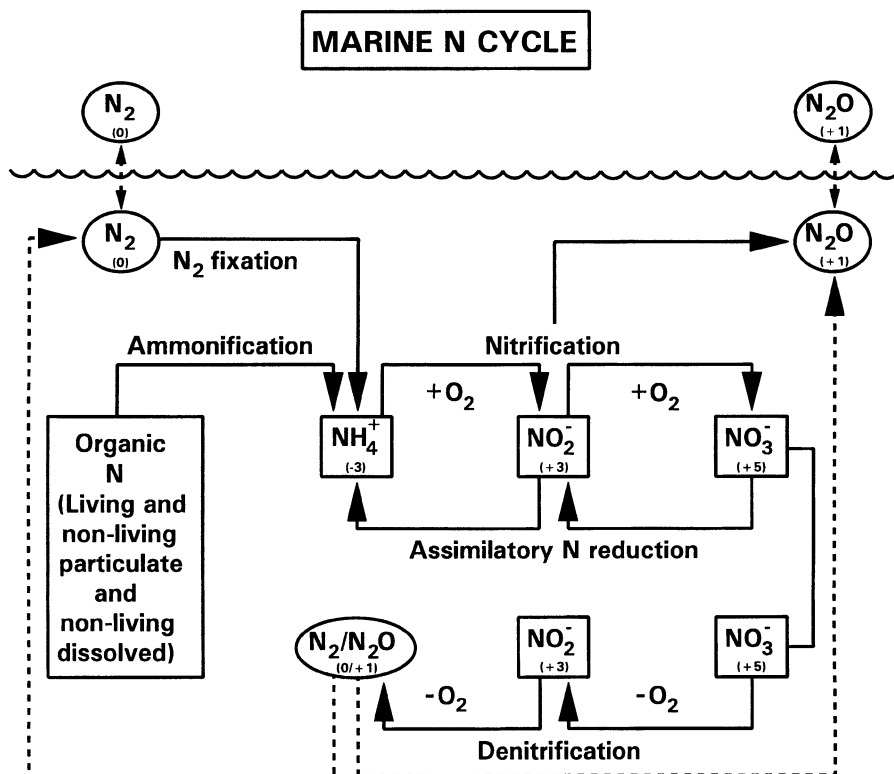 MARINE N CYCLE
N₂
(0)
N₂O
(+1)
N₂
(0)
N₂O
(+1)
N₂ fixation
Ammonification
Nitrification
+O₂
+O₂
NH₄⁺
(-3)
NO₂⁻
(+3)
NO₃⁻
(+5)
Organic
N
(Living and
non-living
particulate
and
non-living
dissolved)
Assimilatory N reduction
N₂/N₂O
(0/+1)
NO₂⁻
(+3)
NO₃⁻
(+5)
-O₂
-O₂
Denitrification